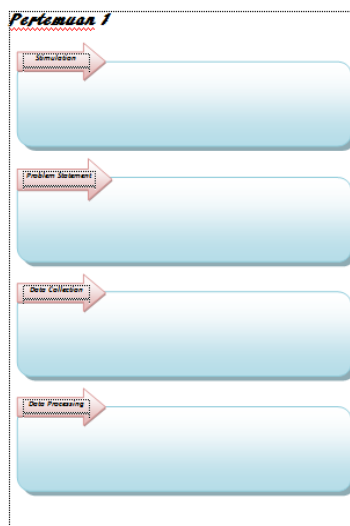 Pertemuan 1
Stimulation
Problem Statement
Data Collection
Data Processing